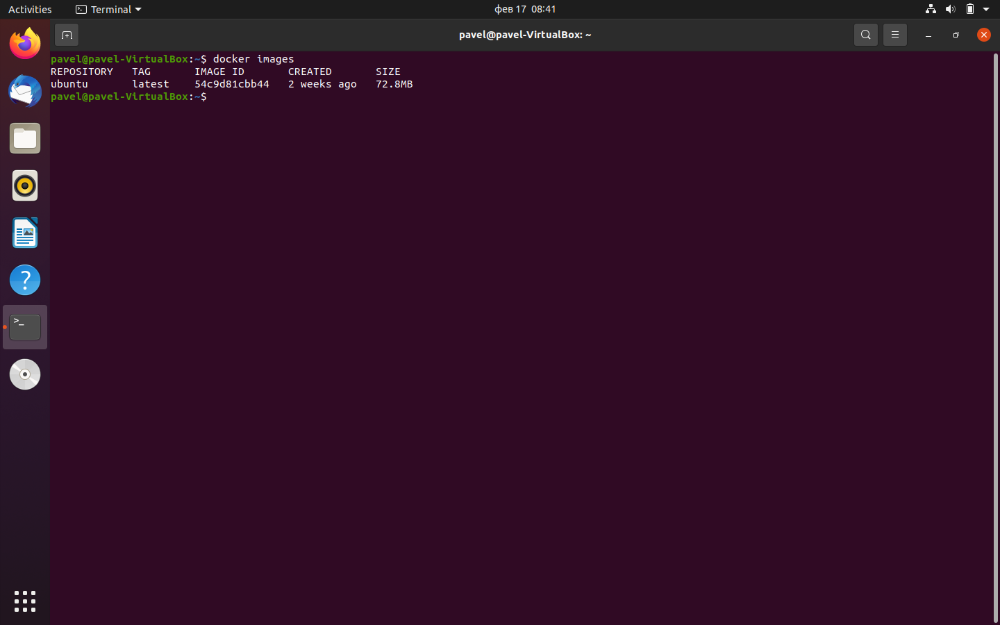 Activities
Terminal
фев 17 08:41
pavel@pavel-VirtualBox: ~
pavel@pavel-VirtualBox:~$ docker images
REPOSITORY   TAG       IMAGE ID       CREATED       SIZE
ubuntu       latest    54c9d81cbb44   2 weeks ago   72.8MB
pavel@pavel-VirtualBox:~$